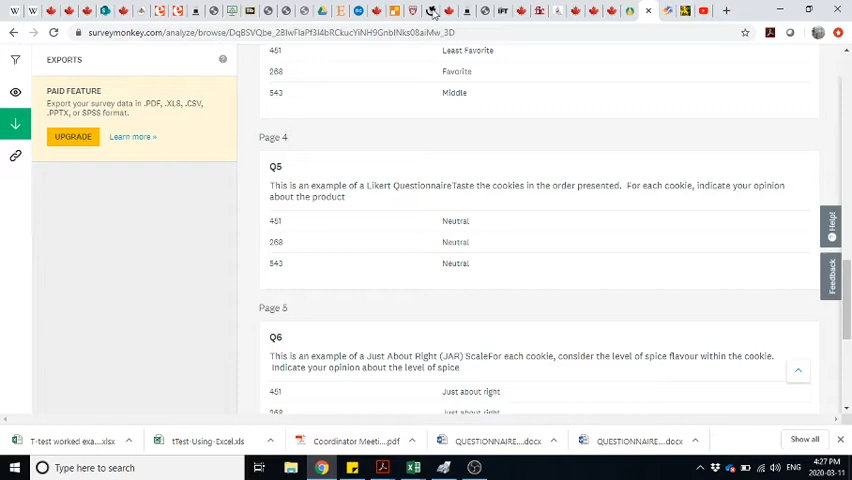 surveymonkey.com/analyze/browse/DqBSVQbe_2BIwFlaPf3I4bRCkucYiNH9GnblNks08aiMw_3D
EXPORTS
PAID FEATURE
Export your survey data in .PDF, .XLS, .CSV, .PPTX, or SPSS format.
UPGRADE
Learn more »
451 Least Favorite
268 Favorite
543 Middle
Page 4
Q5
This is an example of a Likert QuestionnaireTaste the cookies in the order presented. For each cookie, indicate your opinion
about the product
451 Neutral
268 Neutral
543 Neutral
Page 5
Q6
This is an example of a Just About Right (JAR) ScaleFor each cookie, consider the level of spice flavour within the cookie.
Indicate your opinion about the level of spice
451 Just about right
268 Just about right
Help!
Feedback
T-test worked exa....xlsx
tTest-Using-Excel.xls
Coordinator Meeti....pdf
QUESTIONNAIRE....docx
QUESTIONNAIRE....docx
Show all
Type here to search
ENG
4:27 PM
2020-03-11